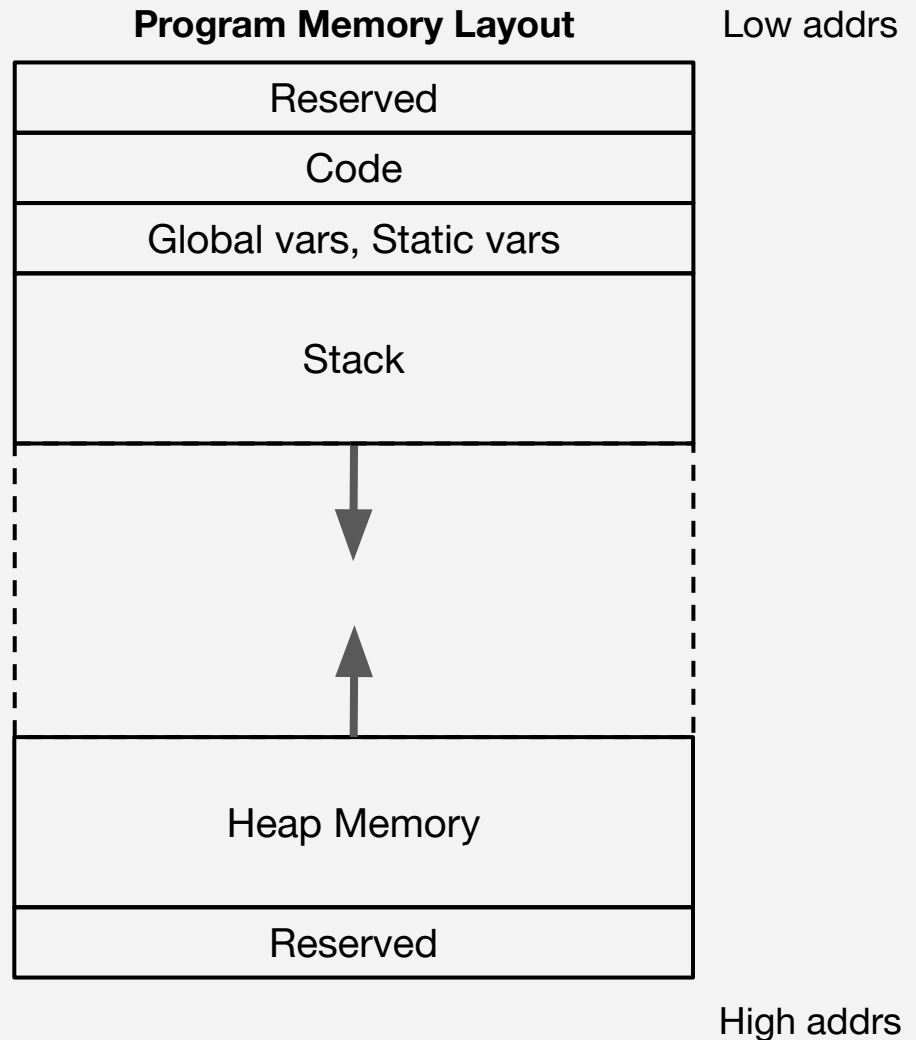 Program Memory Layout
Low addrs
Reserved
Code
Global vars, Static vars
Stack
Heap Memory
Reserved
High addrs